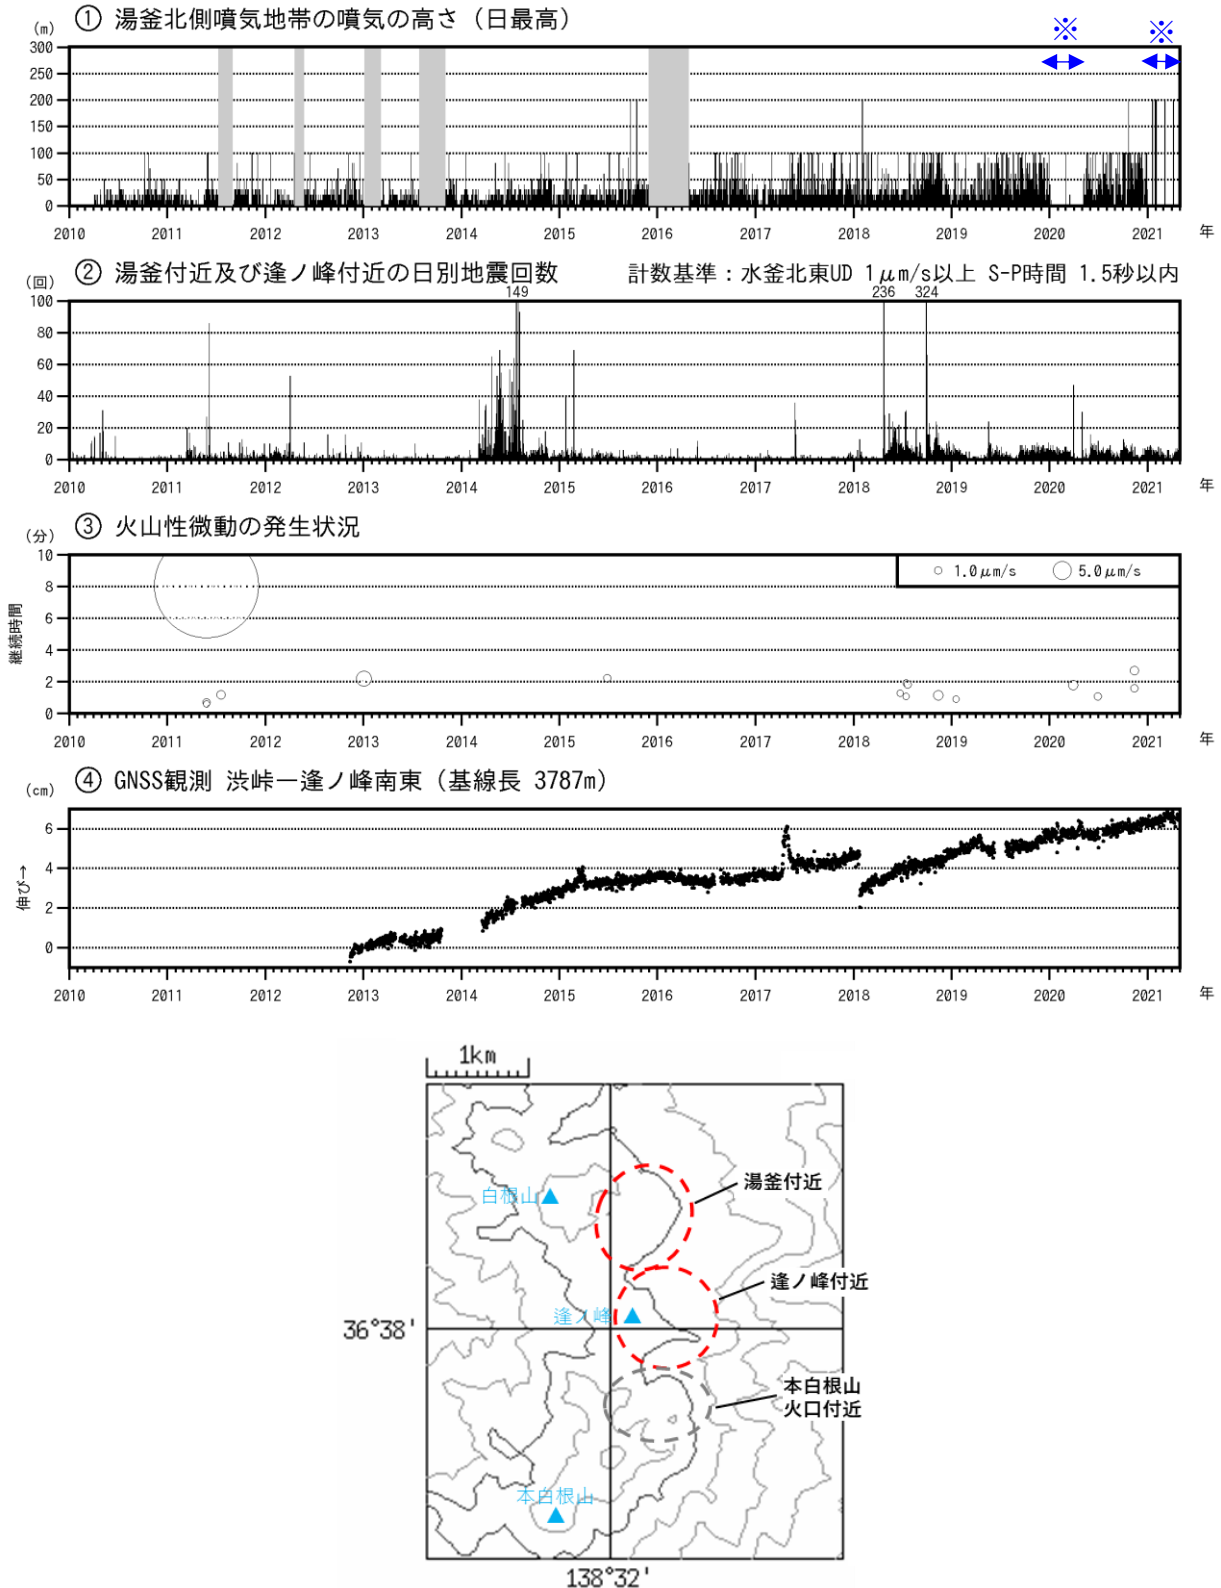 ① 湯釜北側噴気地帯の噴気の高さ（日最高）
(m)
※ ※
300
250
200
150
100
50
0
2010 2011 2012 2013 2014 2015 2016 2017 2018 2019 2020 2021 年
② 湯釜付近及び逢ノ峰付近の日別地震回数 計数基準：水釜北東UD 1μm/s以上 S-P時間 1.5秒以内
(回)
149 236 324
100
80
60
40
20
0
2010 2011 2012 2013 2014 2015 2016 2017 2018 2019 2020 2021 年
③ 火山性微動の発生状況
(分)
1.0μm/s 5.0μm/s
継続時間
10
8
6
4
2
0
2010 2011 2012 2013 2014 2015 2016 2017 2018 2019 2020 2021 年
④ GNSS観測 渋峠ー逢ノ峰南東（基線長 3787m）
(cm)
伸び→
6
4
2
0
2010 2011 2012 2013 2014 2015 2016 2017 2018 2019 2020 2021 年
1km
湯釜付近
白根山
逢ノ峰付近
逢ノ峰
36°38'
本白根山
火口付近
本白根山
138°32'